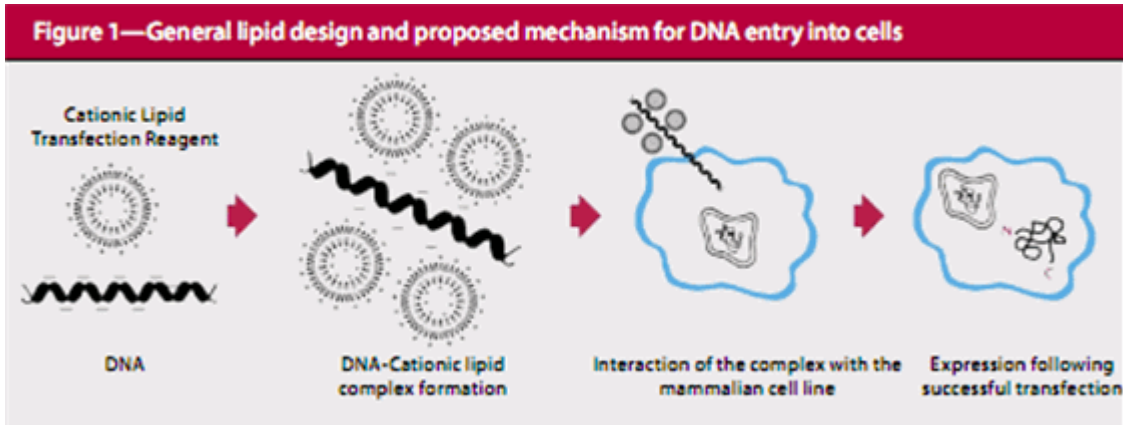 Figure 1—General lipid design and proposed mechanism for DNA entry into cells
Cationic Lipid
Transfection Reagent
DNA
DNA-Cationic lipid
complex formation
Interaction of the complex with the
mammalian cell line
N
C
Expression following
successful transfection